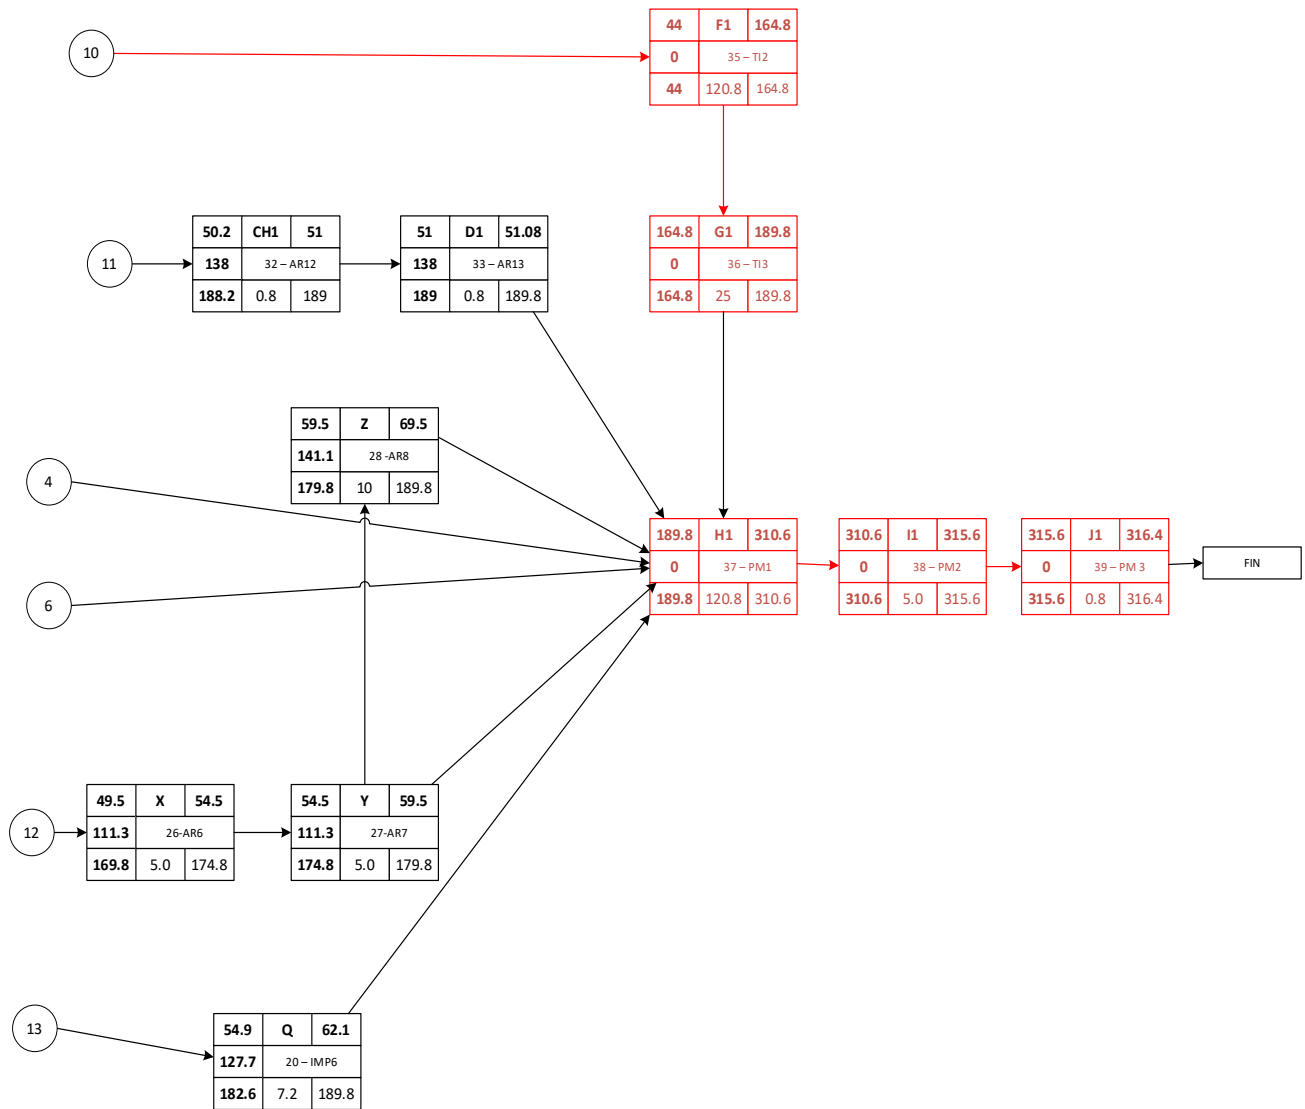 44 F1 164.8
10
0 35 – TI2
44 120.8 164.8
50.2 CH1 51
51 D1 51.08
164.8 G1 189.8
11
138 32 – AR12
138 33 – AR13
0 36 – TI3
188.2 0.8 189
189 0.8 189.8
164.8 25 189.8
59.5 Z 69.5
141.1 28 -AR8
179.8 10 189.8
4
189.8 H1 310.6
310.6 I1 315.6
315.6 J1 316.4
0 37 – PM1
0 38 – PM2
0 39 – PM 3
FIN
189.8 120.8 310.6
310.6 5.0 315.6
315.6 0.8 316.4
6
49.5 X 54.5
54.5 Y 59.5
12
111.3 26-AR6
111.3 27-AR7
169.8 5.0 174.8
174.8 5.0 179.8
13
54.9 Q 62.1
127.7 20 – IMP6
182.6 7.2 189.8